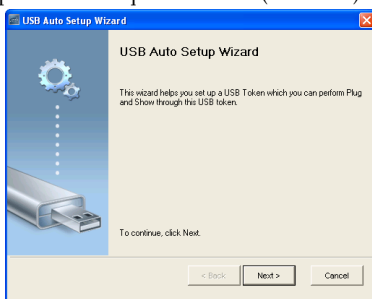 USB Auto Setup Wizard
USB Auto Setup Wizard
This wizard helps you set up a USB Token which you can perform Plug
and Show through this USB token.
To continue, click Next.
< Back
Next >
Cancel